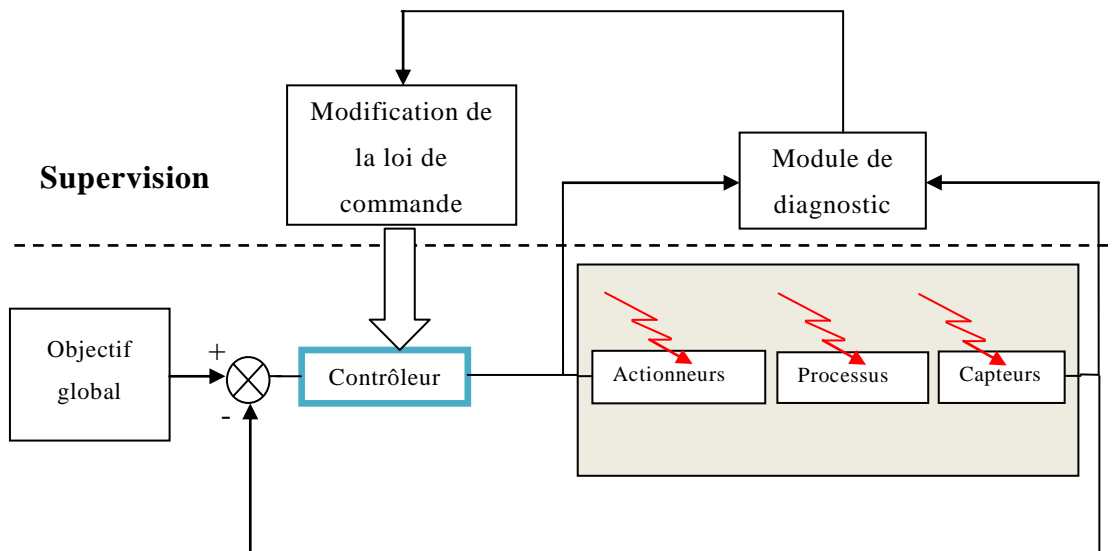 Modification de
la loi de
commande
Module de
diagnostic
Supervision
Objectif
global
+
-
Contrôleur
Actionneurs
Processus
Capteurs